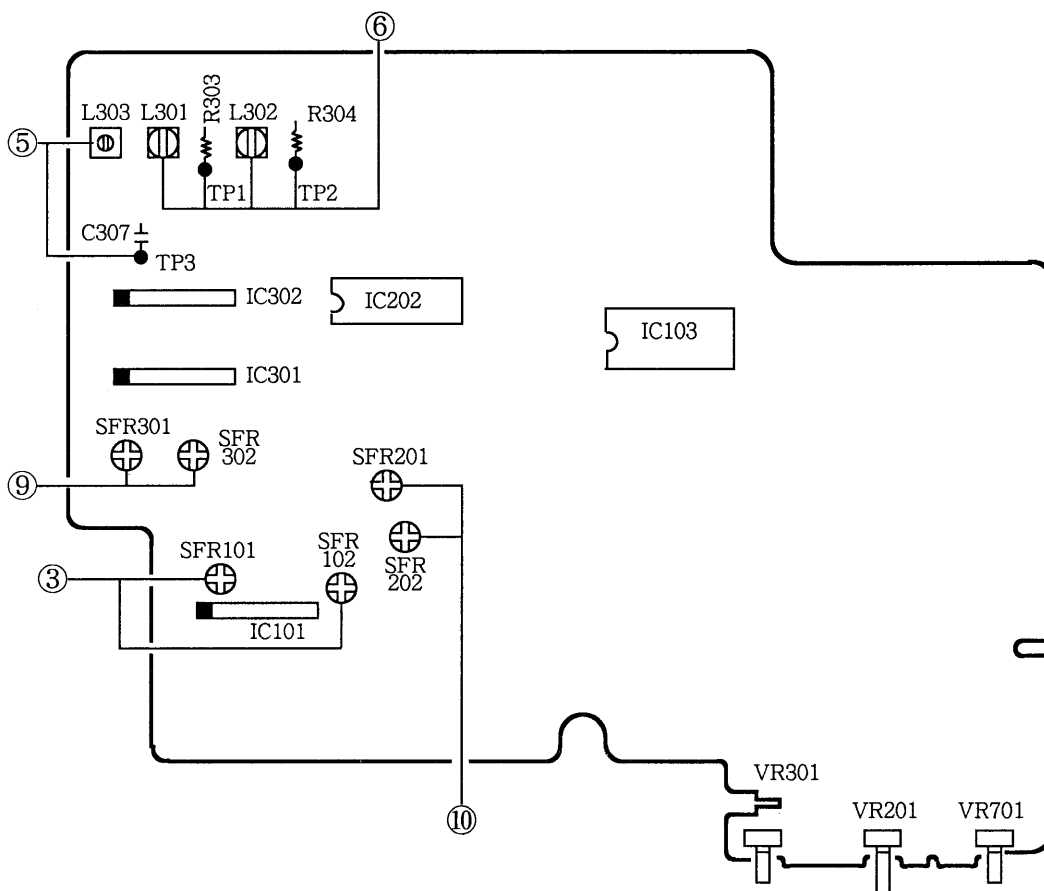 ⑥
L303 L301 R303 L302 R304
⑤
TP1 TP2
C307
TP3
IC302 IC202
IC103
IC301
SFR301 SFR
302
SFR201
⑨
SFR101 SFR
102
SFR
202
③
IC101
VR301
⑩
VR201 VR701